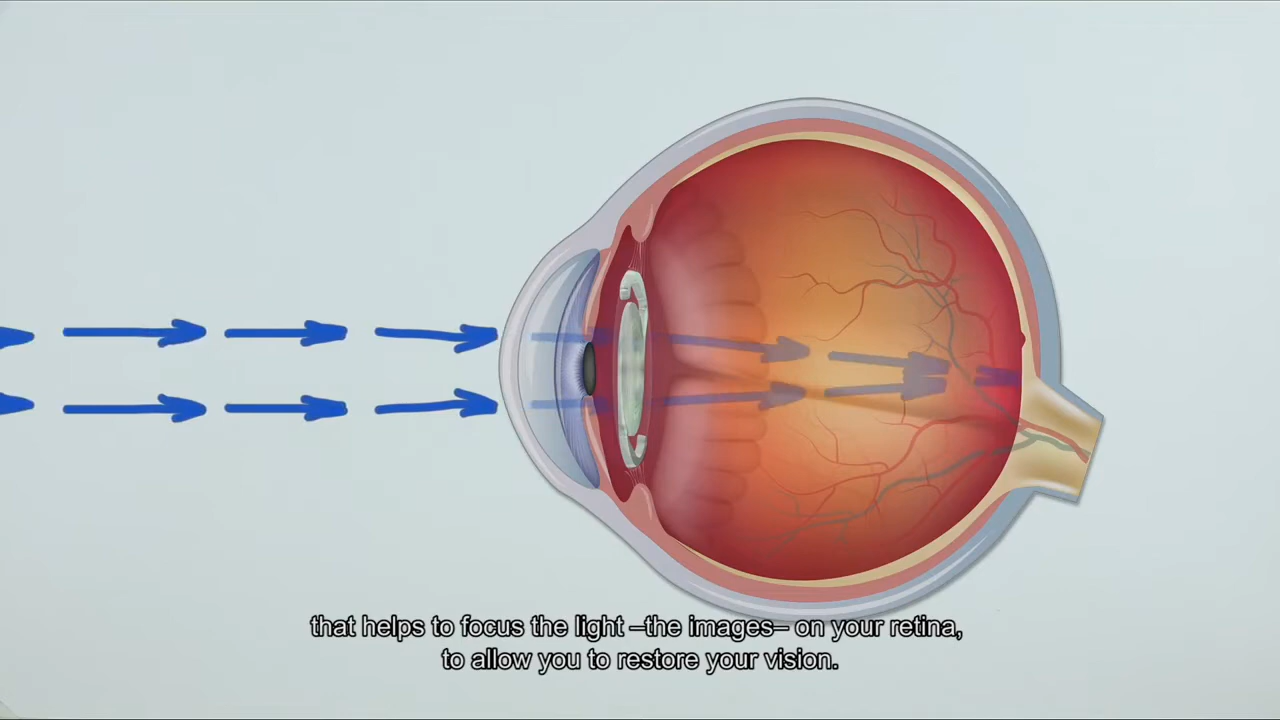 that helps to focus the light –the images– on your retina,
to allow you to restore your vision.